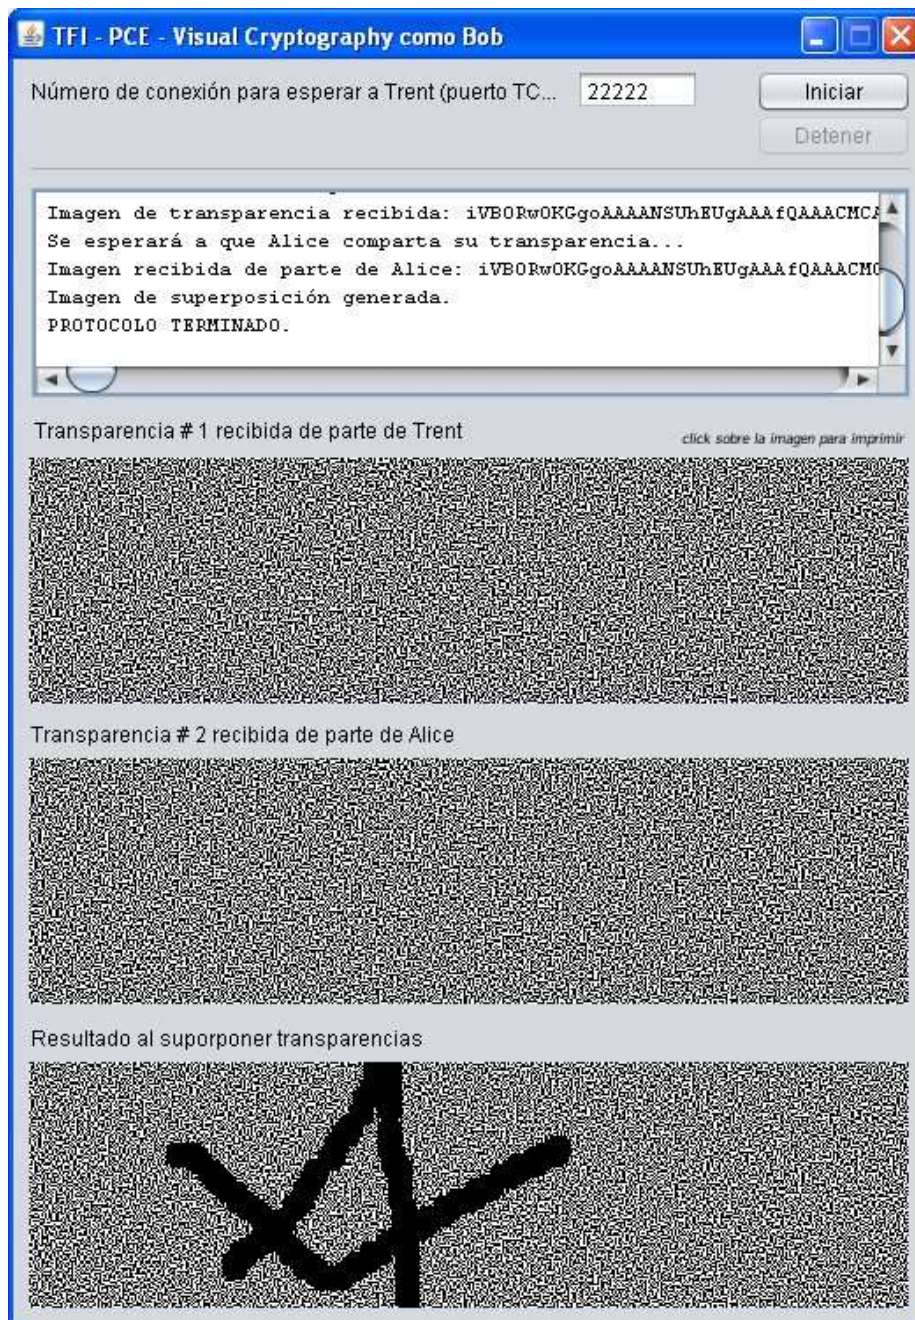 TFI - PCE - Visual Cryptography como Bob
Número de conexión para esperar a Trent (puerto TC... 22222 Iniciar
Detener
Imagen de transparencia recibida: iVBORw0KGgoAAAANSUhEUgAAAfQAAACMCA
Se esperará a que Alice comparta su transparencia...
Imagen recibida de parte de Alice: iVBORw0KGgoAAAANSUhEUgAAAfQAAACMC
Imagen de superposición generada.
PROTOCOLO TERMINADO.
Transparencia # 1 recibida de parte de Trent
click sobre la imagen para imprimir
Transparencia # 2 recibida de parte de Alice
Resultado al suporponer transparencias